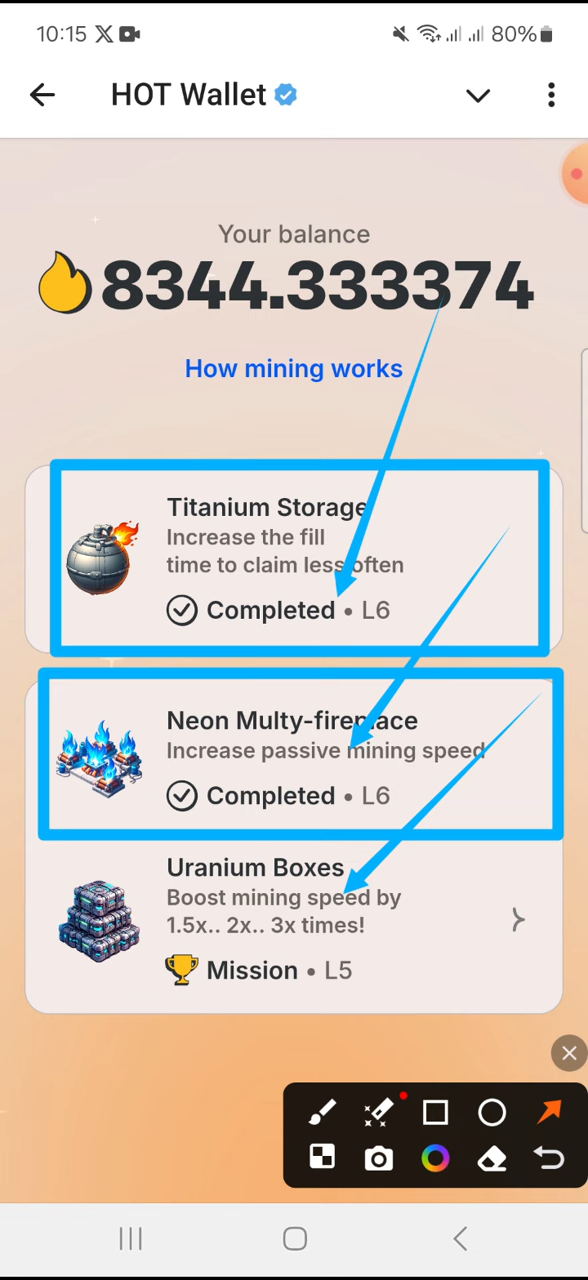 10:15 X 80%
HOT Wallet
Your balance
8344.333374
How mining works
Titanium Storage
Increase the fill
time to claim less often
Completed • L6
Neon Multy-fireplace
Increase passive mining speed
Completed • L6
Uranium Boxes
Boost mining speed by
1.5x.. 2x.. 3x times!
Mission • L5